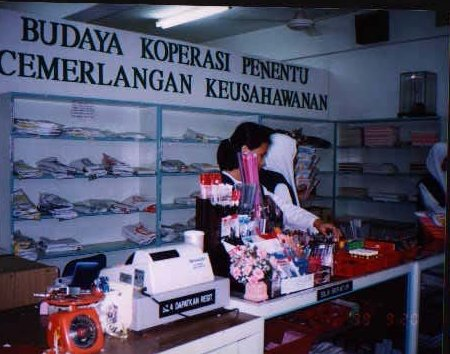 BUDAYA KOPERASI PENENTU
CEMERLANGAN KEUSAHAWANAN
DAPATKAN RESIT